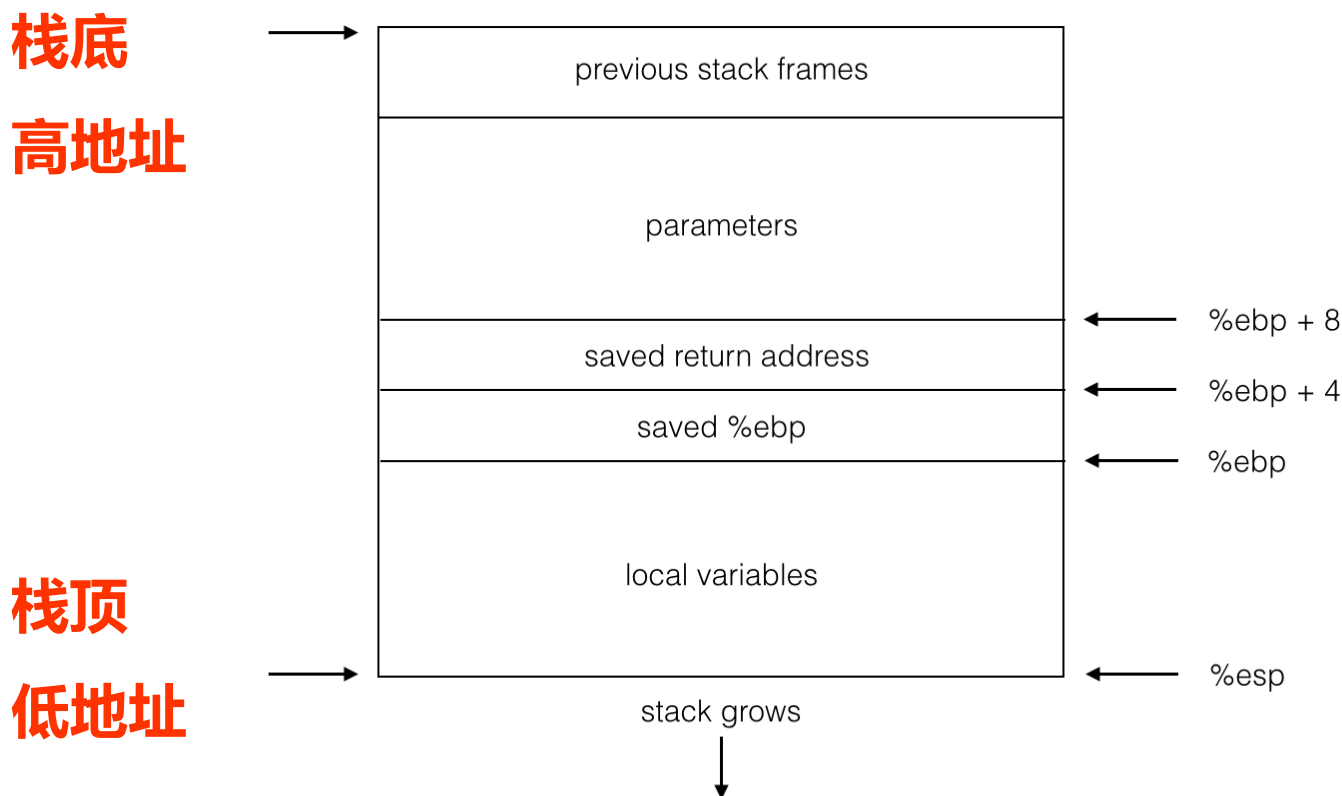 栈底
高地址
previous stack frames
parameters
%ebp + 8
saved return address
%ebp + 4
saved %ebp
%ebp
local variables
栈顶
低地址
%esp
stack grows